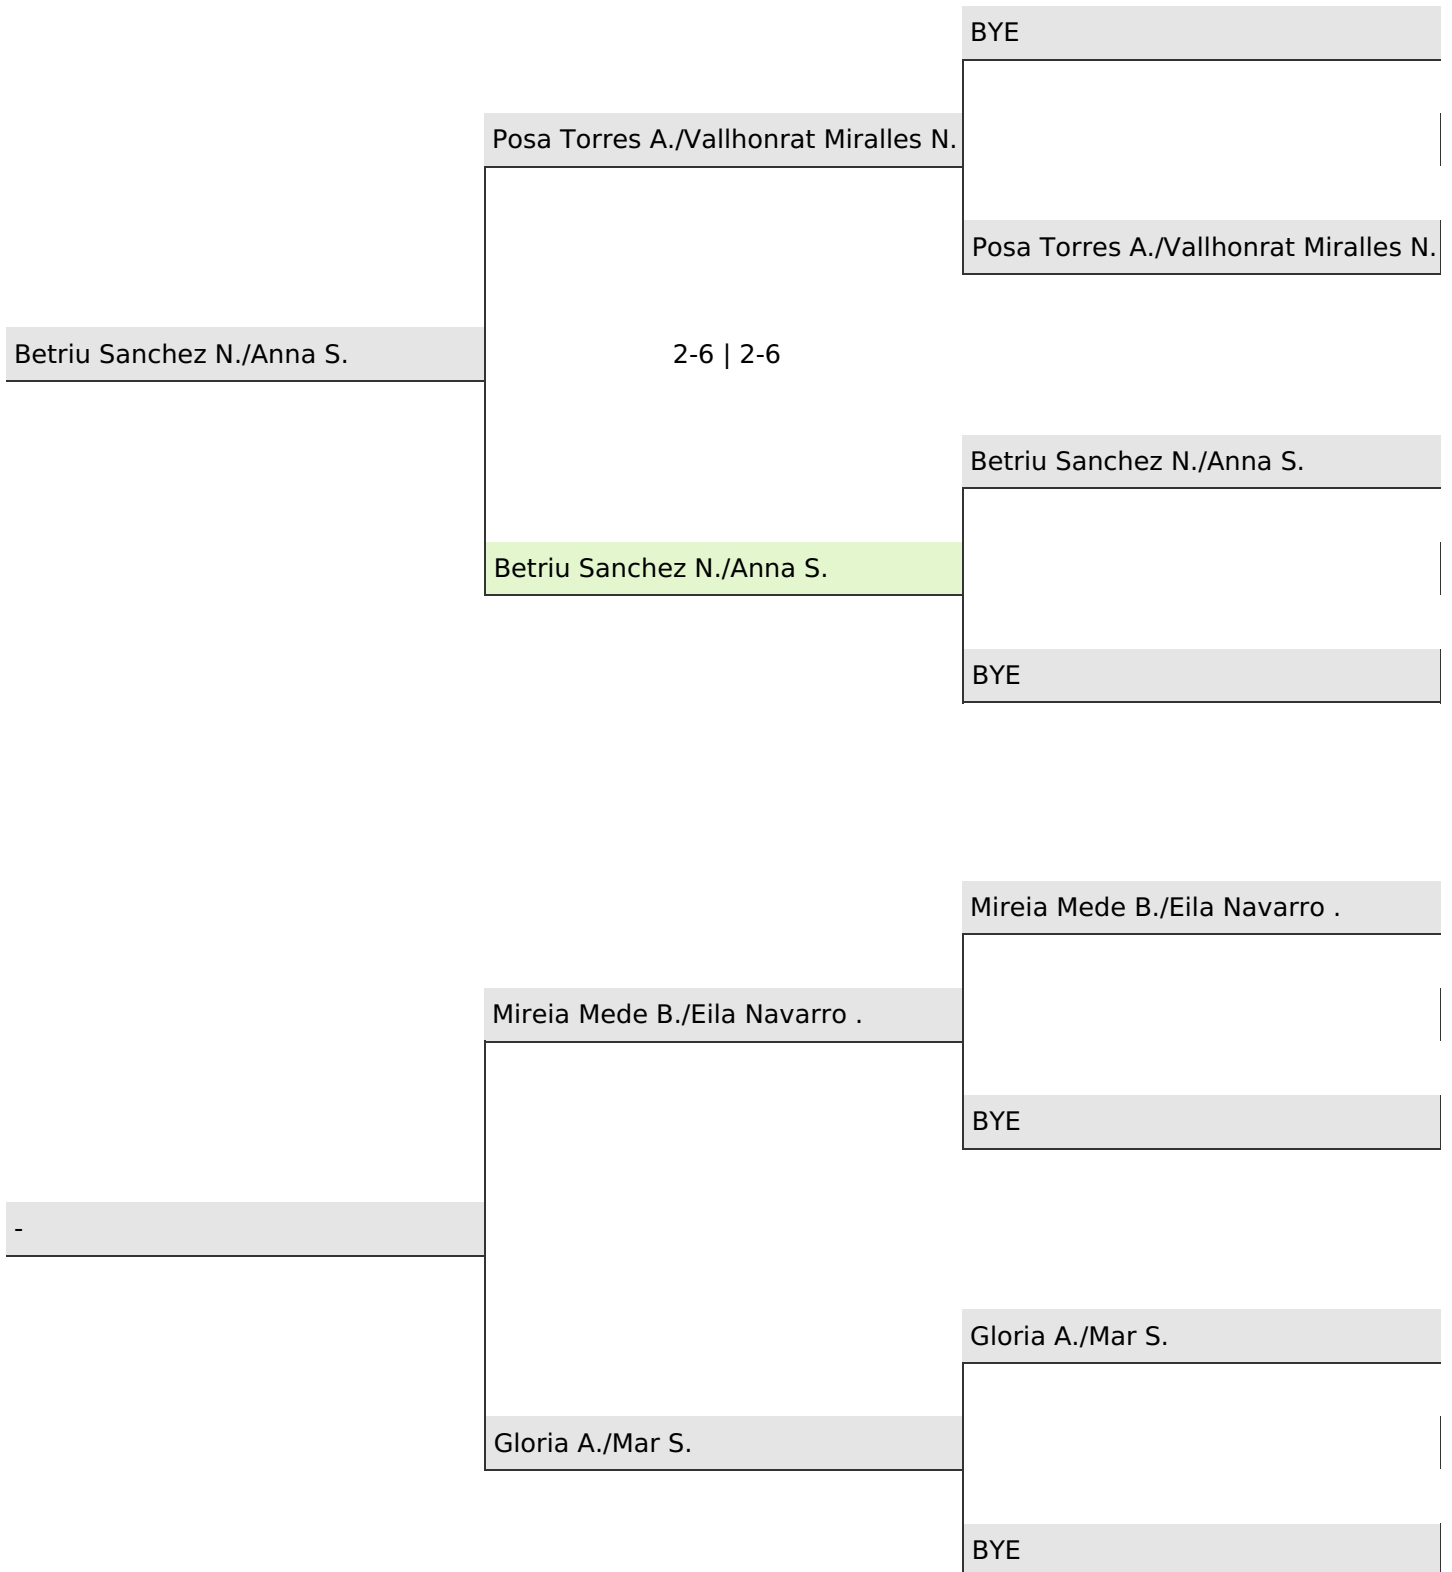 BYE
Posa Torres A./Vallhonrat Miralles N.
Posa Torres A./Vallhonrat Miralles N.
Betriu Sanchez N./Anna S.
2-6 | 2-6
Betriu Sanchez N./Anna S.
Betriu Sanchez N./Anna S.
BYE
Mireia Mede B./Eila Navarro .
Mireia Mede B./Eila Navarro .
BYE
-
Gloria A./Mar S.
Gloria A./Mar S.
BYE